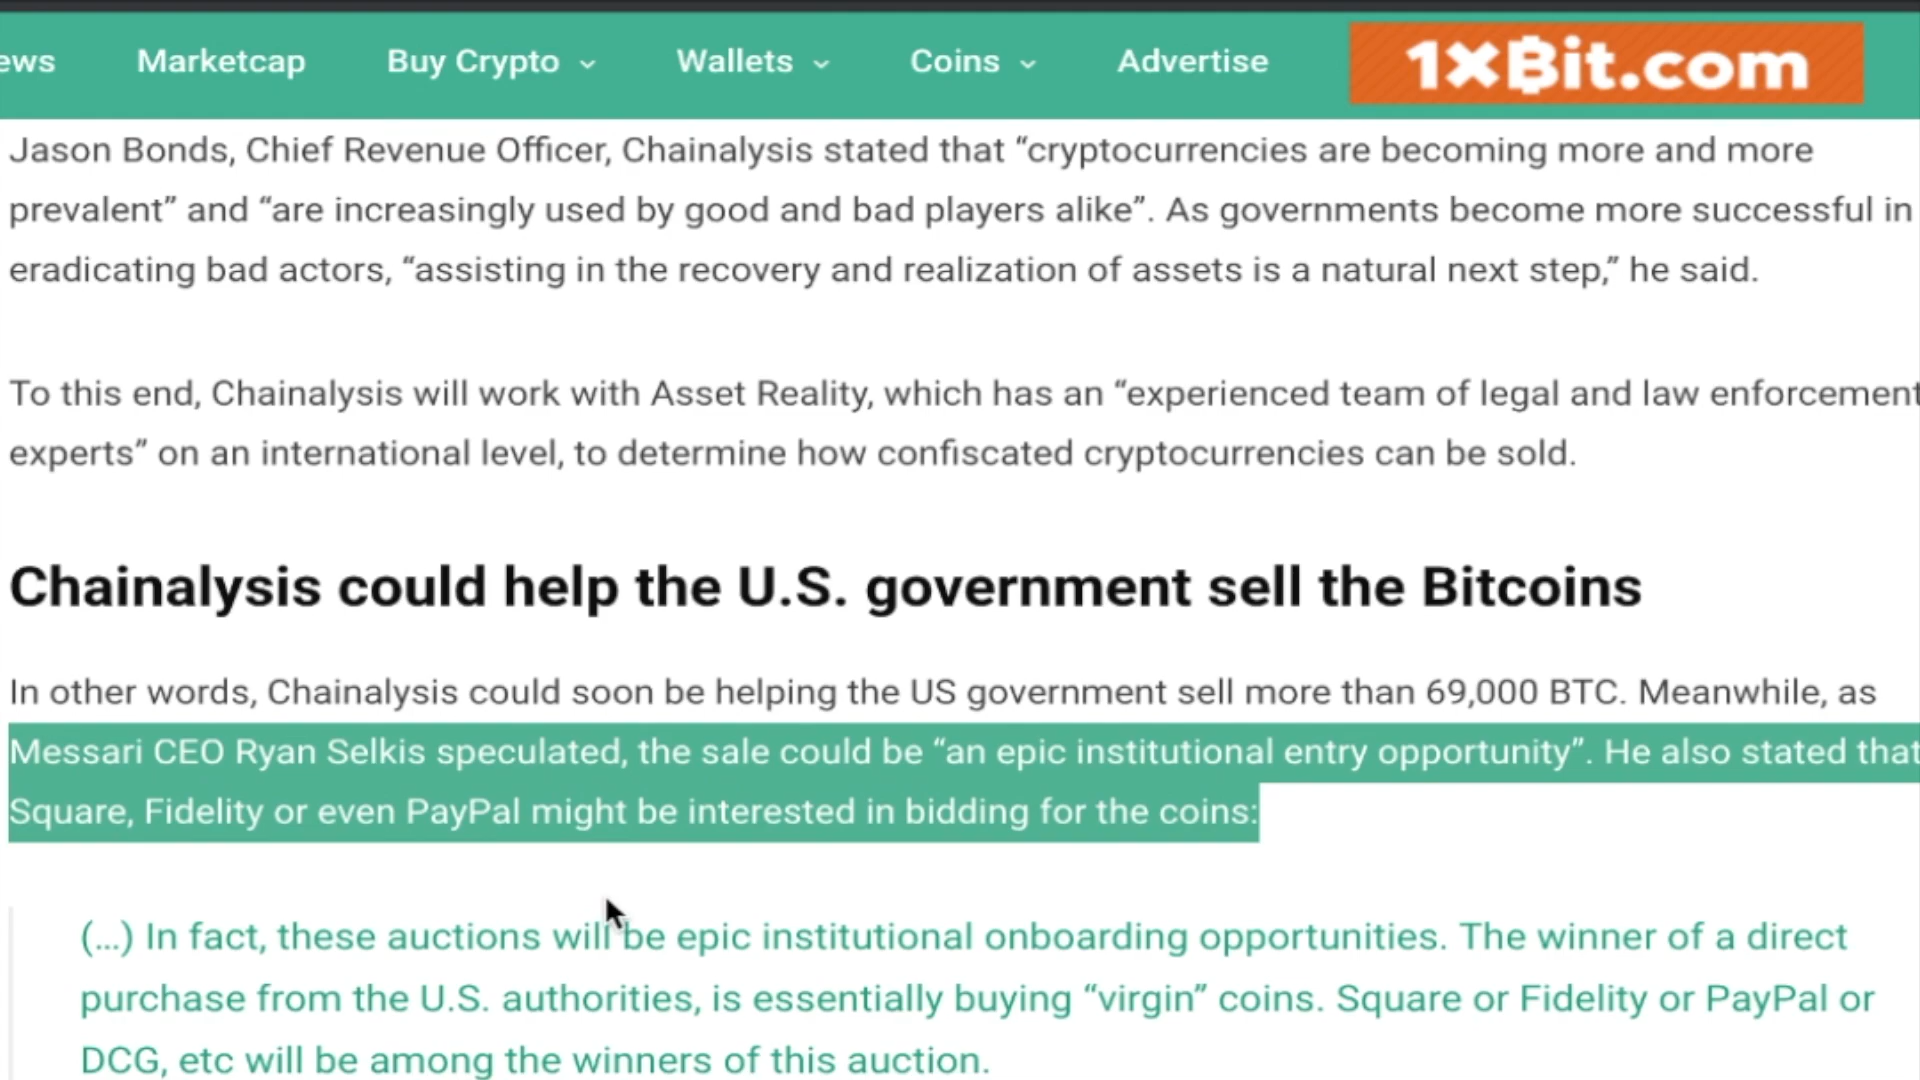 ews Marketcap Buy Crypto Wallets Coins Advertise 1xBit.com
Jason Bonds, Chief Revenue Officer, Chainalysis stated that “cryptocurrencies are becoming more and more
prevalent” and “are increasingly used by good and bad players alike”. As governments become more successful in
eradicating bad actors, “assisting in the recovery and realization of assets is a natural next step,” he said.
To this end, Chainalysis will work with Asset Reality, which has an “experienced team of legal and law enforcement
experts” on an international level, to determine how confiscated cryptocurrencies can be sold.
Chainalysis could help the U.S. government sell the Bitcoins
In other words, Chainalysis could soon be helping the US government sell more than 69,000 BTC. Meanwhile, as
Messari CEO Ryan Selkis speculated, the sale could be “an epic institutional entry opportunity”. He also stated that
Square, Fidelity or even PayPal might be interested in bidding for the coins:
(...) In fact, these auctions will be epic institutional onboarding opportunities. The winner of a direct
purchase from the U.S. authorities, is essentially buying “virgin” coins. Square or Fidelity or PayPal or
DCG, etc will be among the winners of this auction.